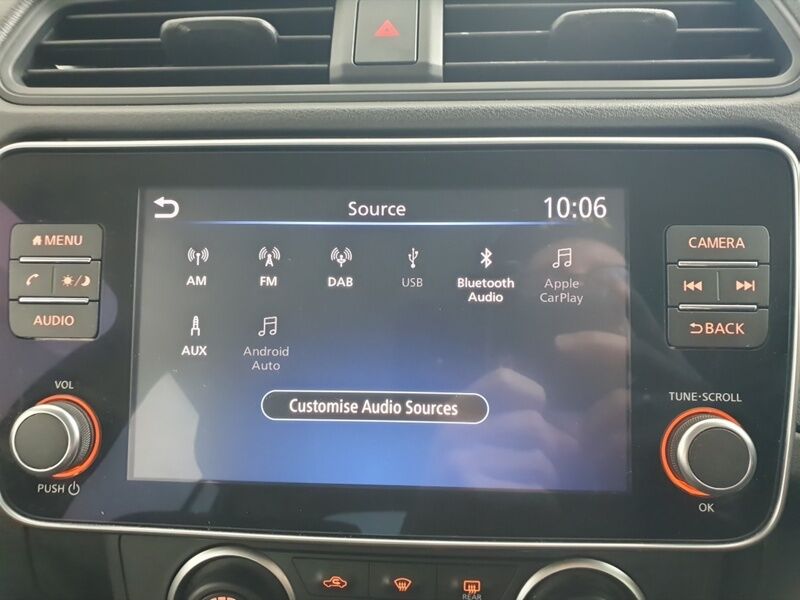 Source 10:06
MENU
CAMERA
AM FM DAB USB Bluetooth Audio Apple CarPlay
AUDIO
BACK
AUX Android Auto
VOL
TUNE·SCROLL
Customise Audio Sources
PUSH
OK
REAR